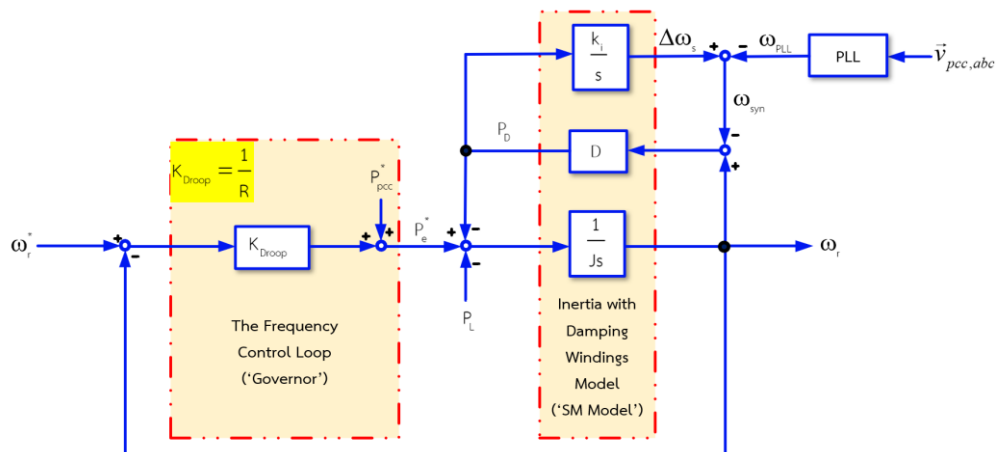 k_i
s
Δω_s
+
-
ω_PLL
PLL
v⃗_pcc,abc
ω_syn
-
+
P_D
D
K_Droop = 1
R
P*_pcc
ω*_r
+
-
K_Droop
+
+
P*_e
+
-
-
P_L
1
Js
ω_r
The Frequency
Control Loop
(‘Governor’)
Inertia with
Damping
Windings
Model
(‘SM Model’)